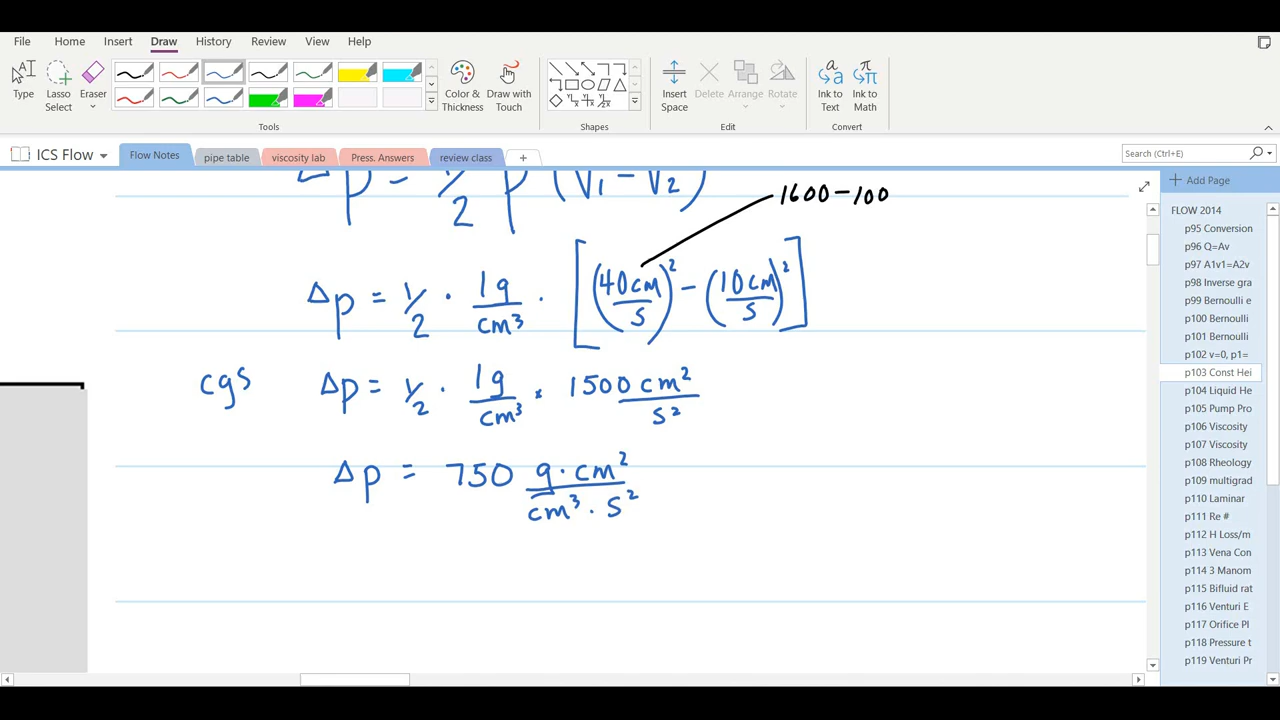 File Home Insert Draw History Review View Help
Type Lasso Select Eraser Color & Thickness Draw with Touch Insert Space Delete Arrange Rotate Ink to Text Ink to Math
Tools Shapes Edit Convert
ICS Flow Flow Notes pipe table viscosity lab Press. Answers review class + Search (Ctrl+E)
Add Page
Δp = 1/2 ρ (V₁ − V₂)
1600 − 100
Δp = 1/2 · 1g/cm³ · [(40cm/s)² − (10cm/s)²]
cgs Δp = 1/2 · 1g/cm³ · 1500 cm²/s²
Δp = 750 g·cm²/cm³·s²
FLOW 2014
p95 Conversion
p96 Q=Av
p97 A1v1=A2v
p98 Inverse gra
p99 Bernoulli e
p100 Bernoulli
p101 Bernoulli
p102 v=0, p1=
p103 Const Hei
p104 Liquid He
p105 Pump Pro
p106 Viscosity
p107 Viscosity
p108 Rheology
p109 multigrad
p110 Laminar
p111 Re #
p112 H Loss/m
p113 Vena Con
p114 3 Manom
p115 Bifluid rat
p116 Venturi E
p117 Orifice Pl
p118 Pressure t
p119 Venturi Pr